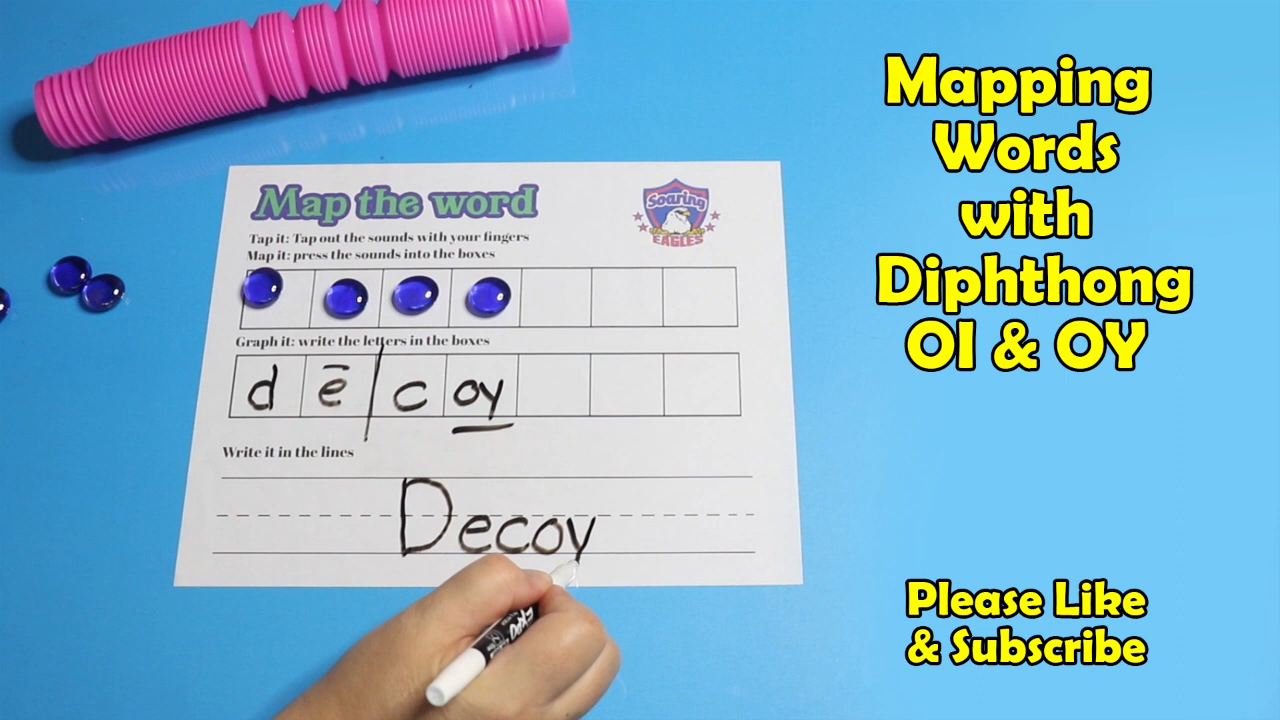 Mapping
Words
with
Diphthong
OI & OY
Map the word
Soaring
EAGLES
Tap it: Tap out the sounds with your fingers
Map it: press the sounds into the boxes
Graph it: write the letters in the boxes
d ē / c oy
Write it in the lines
Decoy
EXPO
Please Like
& Subscribe